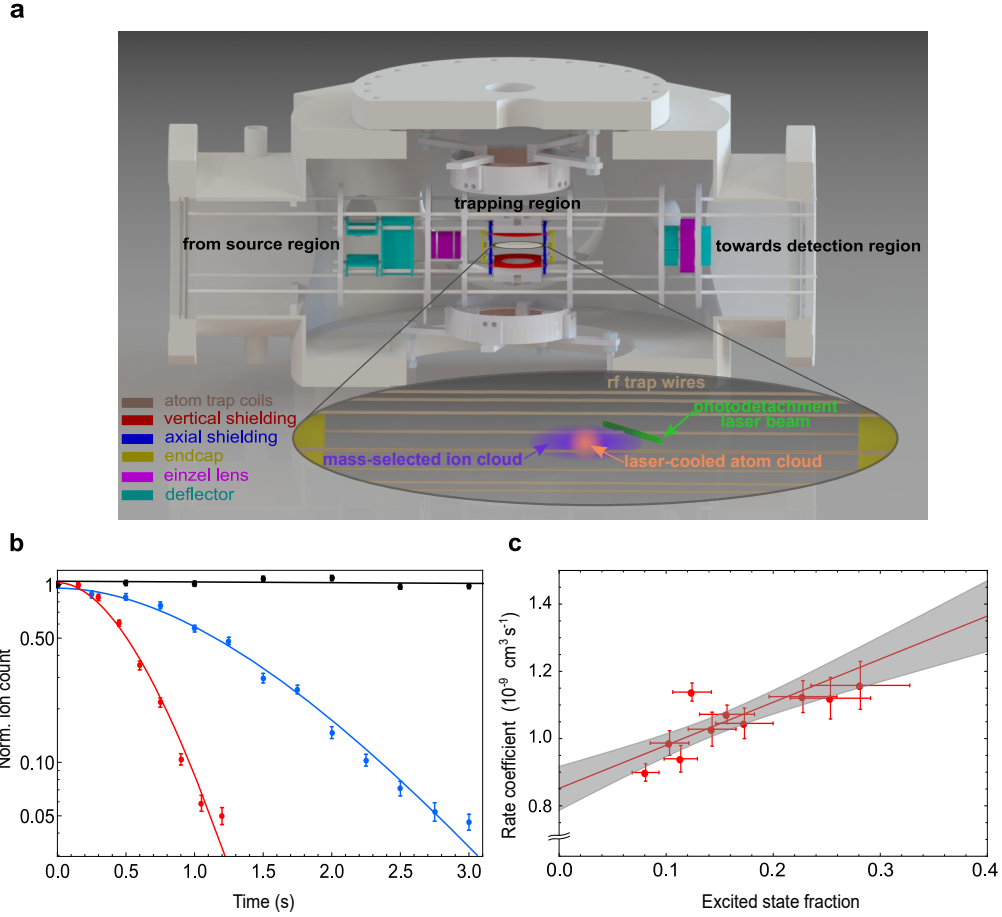 a
trapping region
from source region
towards detection region
rf trap wires
photodetachment
laser beam
mass-selected ion cloud
laser-cooled atom cloud
atom trap coils
vertical shielding
axial shielding
endcap
einzel lens
deflector
b
Norm. ion count
1
0.50
0.10
0.05
0.0 0.5 1.0 1.5 2.0 2.5 3.0
Time (s)
c
Rate coefficient (10⁻⁹ cm³ s⁻¹)
1.4
1.2
1.0
0.8
0.0 0.1 0.2 0.3 0.4
Excited state fraction